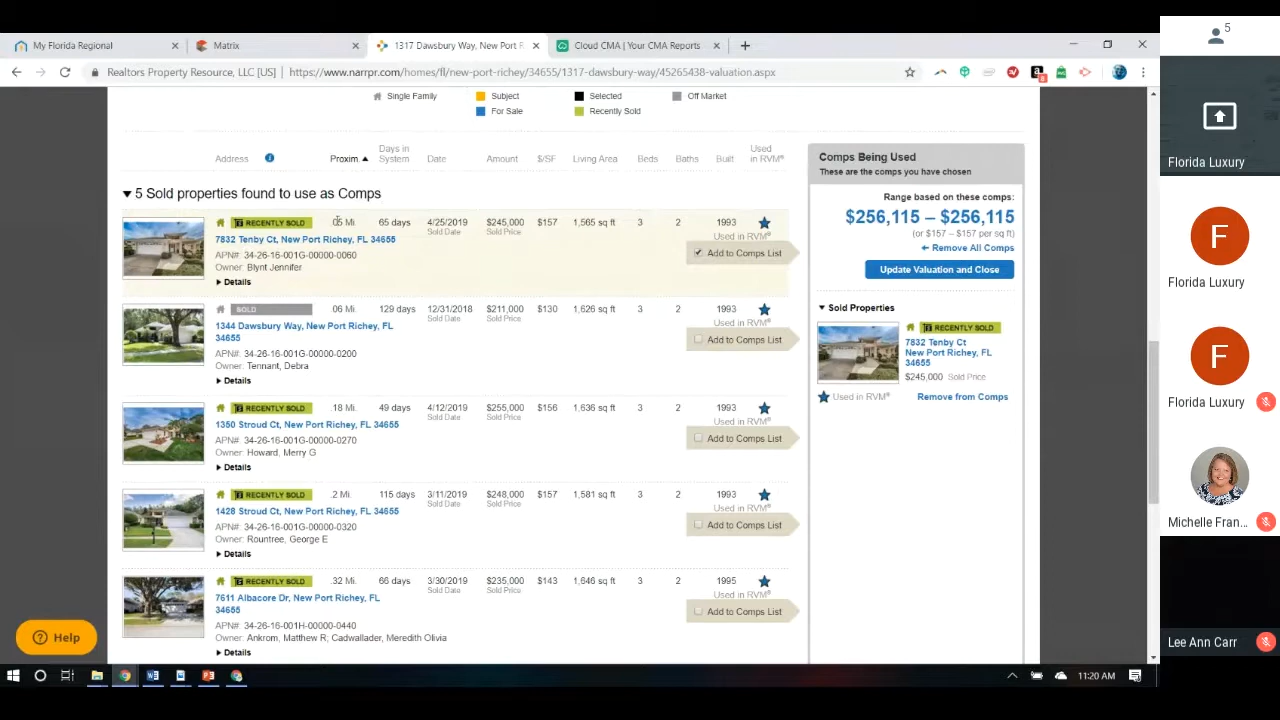 My Florida Regional
Matrix
1317 Dawsbury Way, New Port R
Cloud CMA | Your CMA Reports
Realtors Property Resource, LLC [US] | https://www.narrpr.com/homes/fl/new-port-richey/34655/1317-dawsbury-way/45265438-valuation.aspx
Single Family
Subject
Selected
Off Market
For Sale
Recently Sold
Address Proxim. Days in System Date Amount $/SF Living Area Beds Baths Built Used in RVM®
5 Sold properties found to use as Comps
RECENTLY SOLD .05 Mi. 65 days 4/25/2019 $245,000 $157 1,565 sq ft 3 2 1993
Sold Date Sold Price Used in RVM®
7832 Tenby Ct, New Port Richey, FL 34655
Add to Comps List
APN#: 34-26-16-001G-00000-0060
Owner: Blynt Jennifer
Details
SOLD .06 Mi. 129 days 12/31/2018 $211,000 $130 1,626 sq ft 3 2 1993
Sold Date Sold Price Used in RVM®
1344 Dawsbury Way, New Port Richey, FL
34655
Add to Comps List
APN#: 34-26-16-001G-00000-0200
Owner: Tennant, Debra
Details
RECENTLY SOLD .18 Mi. 49 days 4/12/2019 $255,000 $156 1,636 sq ft 3 2 1993
Sold Date Sold Price Used in RVM®
1350 Stroud Ct, New Port Richey, FL 34655
Add to Comps List
APN#: 34-26-16-001G-00000-0270
Owner: Howard, Merry G
Details
RECENTLY SOLD .2 Mi. 115 days 3/11/2019 $248,000 $157 1,581 sq ft 3 2 1993
Sold Date Sold Price Used in RVM®
1428 Stroud Ct, New Port Richey, FL 34655
Add to Comps List
APN#: 34-26-16-001G-00000-0320
Owner: Rountree, George E
Details
RECENTLY SOLD .32 Mi. 66 days 3/30/2019 $235,000 $143 1,646 sq ft 3 2 1995
Sold Date Sold Price Used in RVM®
7611 Albacore Dr, New Port Richey, FL
34655
Add to Comps List
APN#: 34-26-16-001H-00000-0440
Owner: Ankrom, Matthew R; Cadwallader, Meredith Olivia
Details
Comps Being Used
These are the comps you have chosen
Range based on these comps:
$256,115 – $256,115
(or $157 – $157 per sq ft)
Remove All Comps
Update Valuation and Close
Sold Properties
RECENTLY SOLD
7832 Tenby Ct
New Port Richey, FL
34655
$245,000 Sold Price
Used in RVM®
Remove from Comps
Help
11:20 AM
5
Florida Luxury
F
Florida Luxury
F
Florida Luxury
Michelle Fran...
Lee Ann Carr